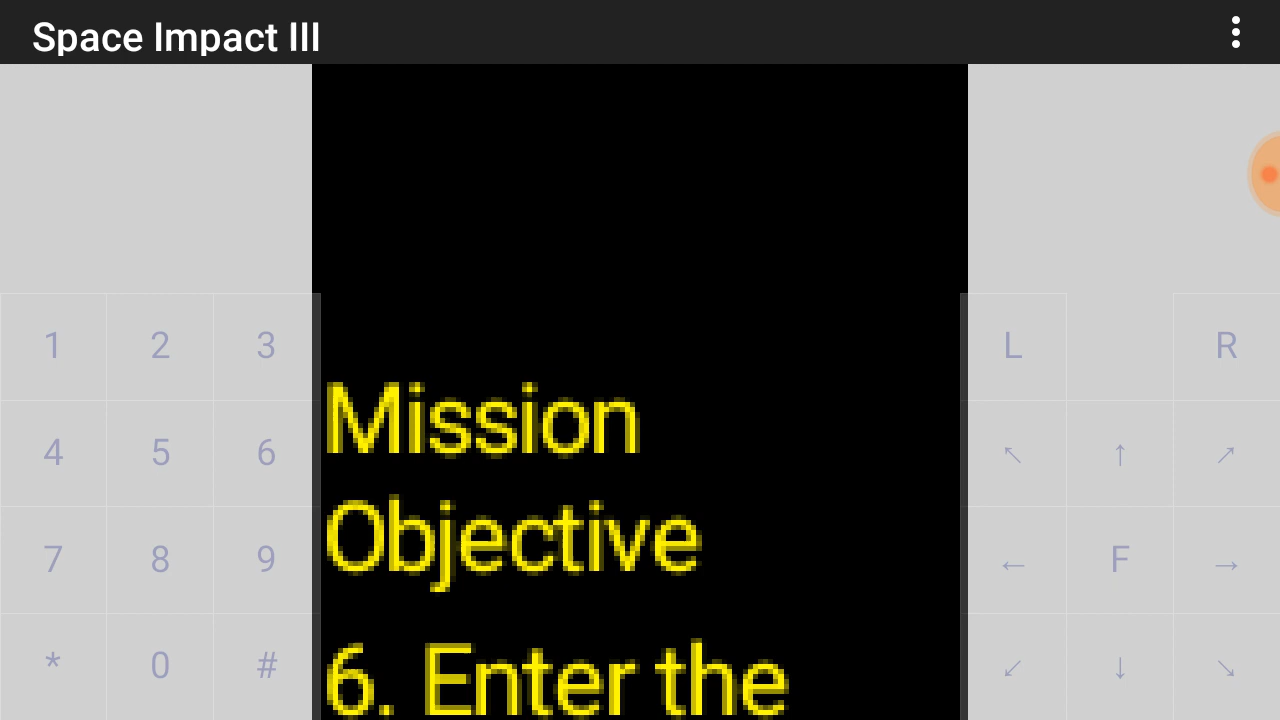 Space Impact III
1 2 3
4 5 6
7 8 9
* 0 #
Mission
Objective
6. Enter the
L R
↖ ↑ ↗
← F →
↙ ↓ ↘